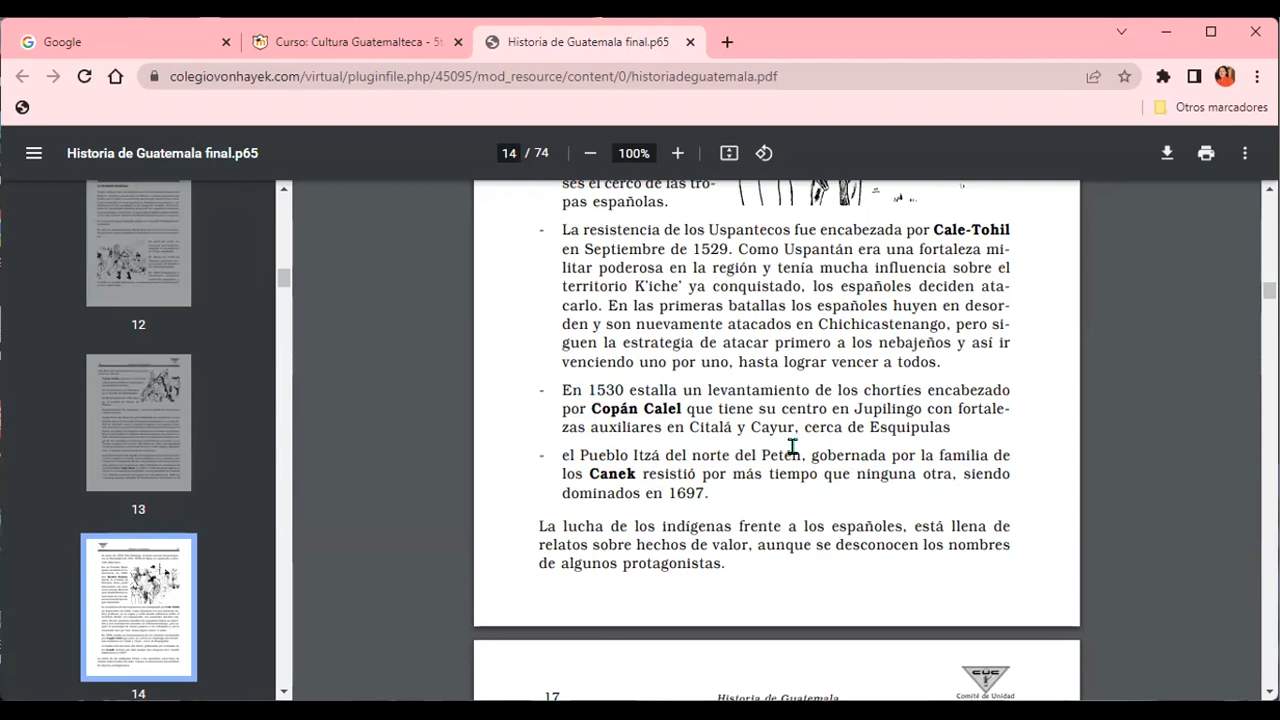 Google
Curso: Cultura Guatemalteca - 5t
Historia de Guatemala final.p65
colegiovonhayek.com/virtual/pluginfile.php/45095/mod_resource/content/0/historiadeguatemala.pdf
Otros marcadores
Historia de Guatemala final.p65
14 / 74
100%
es el cerco de las tro-
pas españolas.
- La resistencia de los Uspantecos fue encabezada por Cale-Tohil
en Septiembre de 1529. Como Uspantán era una fortaleza mi-
litar poderosa en la región y tenía mucha influencia sobre el
territorio K'iche' ya conquistado, los españoles deciden ata-
carlo. En las primeras batallas los españoles huyen en desor-
den y son nuevamente atacados en Chichicastenango, pero si-
guen la estrategia de atacar primero a los nebajeños y así ir
venciendo uno por uno, hasta lograr vencer a todos.
- En 1530 estalla un levantamiento de los chortíes encabezado
por Copán Calel que tiene su centro en Jupilingo con fortale-
zas auxiliares en Citalá y Cayur, cerca de Esquipulas
- el Pueblo Itzá del norte del Petén, gobernada por la familia de
los Canek resistió por más tiempo que ninguna otra, siendo
dominados en 1697.
La lucha de los indígenas frente a los españoles, está llena de
relatos sobre hechos de valor, aunque se desconocen los nombres
de algunos protagonistas.
17
Historia de Guatemala
CUC
Comité de Unidad
12
13
14